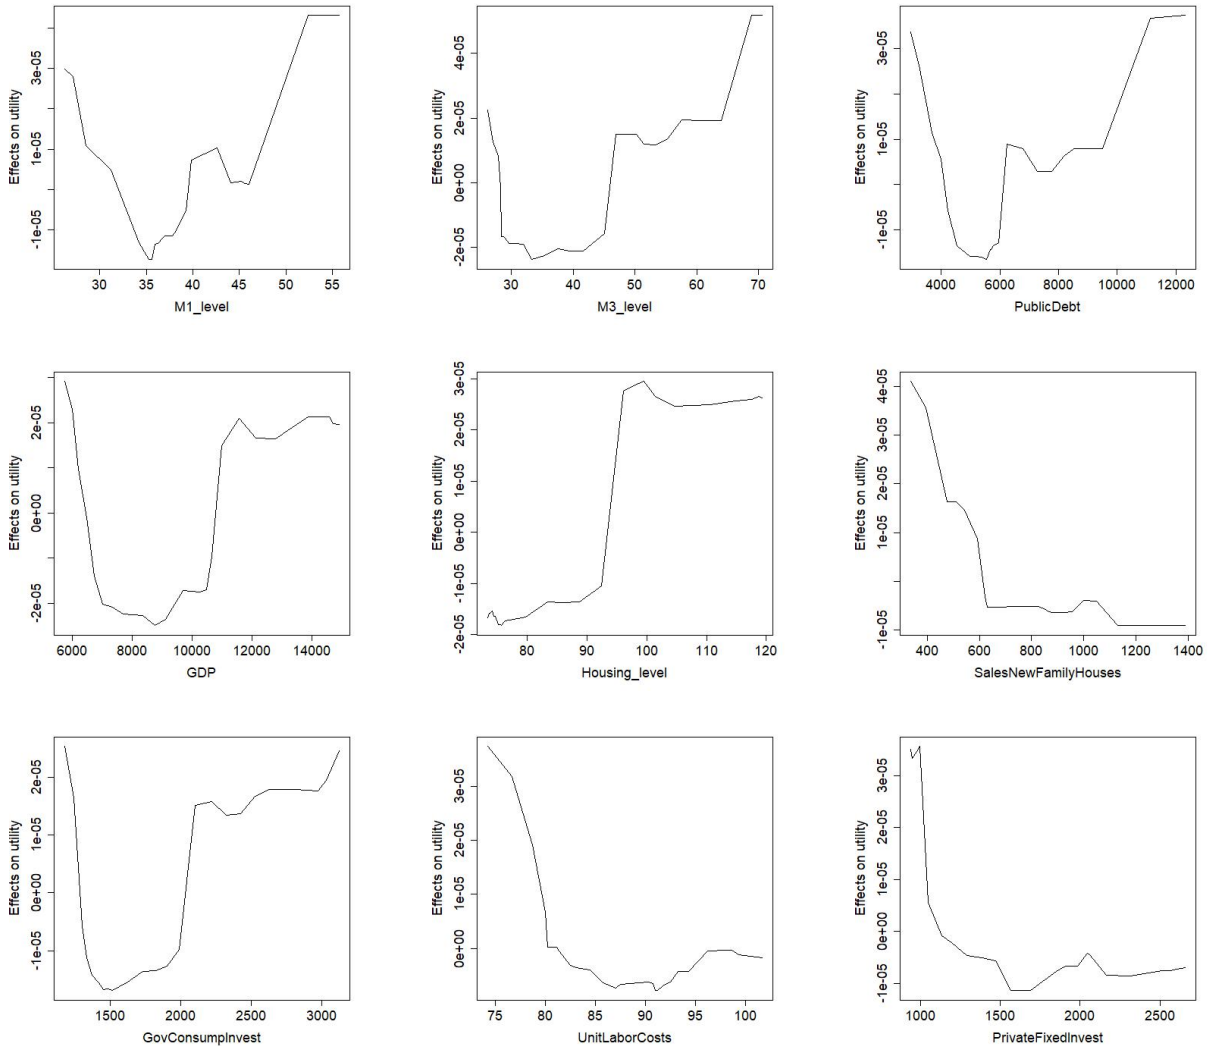 Effects on utility
-1e-05 1e-05 3e-05
30 35 40 45 50 55
M1_level
Effects on utility
-2e-05 0e+00 2e-05 4e-05
30 40 50 60 70
M3_level
Effects on utility
-1e-05 1e-05 3e-05
4000 6000 8000 10000 12000
PublicDebt
Effects on utility
-2e-05 0e+00 2e-05
6000 8000 10000 12000 14000
GDP
Effects on utility
-2e-05 -1e-05 0e+00 1e-05 2e-05 3e-05
80 90 100 110 120
Housing_level
Effects on utility
-1e-05 1e-05 2e-05 3e-05 4e-05
400 600 800 1000 1200 1400
SalesNewFamilyHouses
Effects on utility
-1e-05 0e+00 1e-05 2e-05
1500 2000 2500 3000
GovConsumpInvest
Effects on utility
0e+00 1e-05 2e-05 3e-05
75 80 85 90 95 100
UnitLaborCosts
Effects on utility
-1e-05 0e+00 1e-05 2e-05 3e-05
1000 1500 2000 2500
PrivateFixedInvest